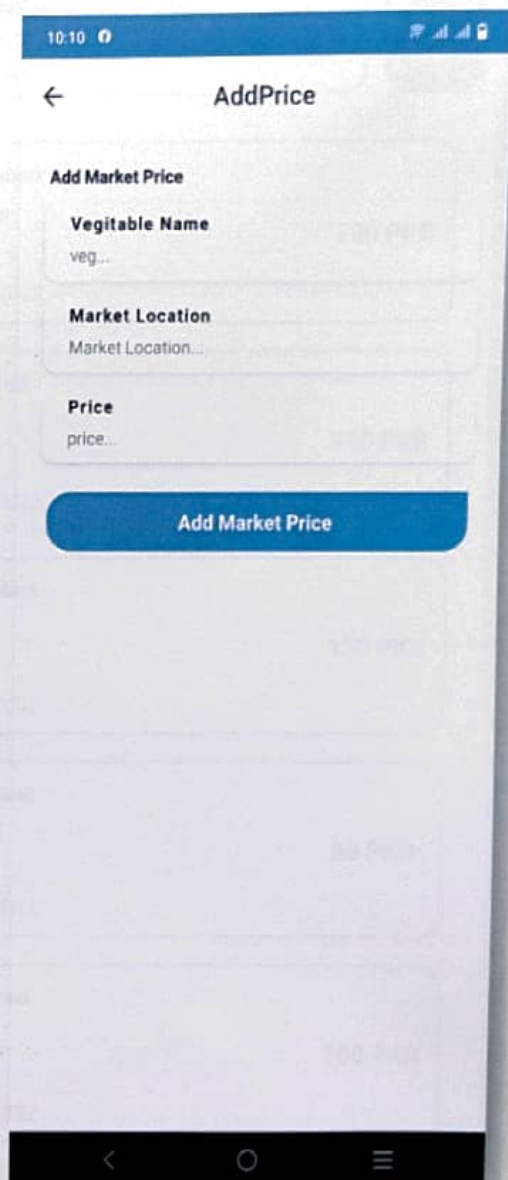 10:10
AddPrice
Add Market Price
Vegitable Name
veg...
Market Location
Market Location...
Price
price...
Add Market Price